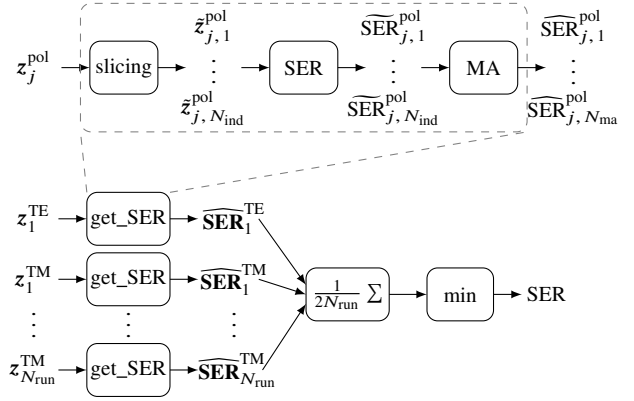 z_j^pol → slicing → z̃_{j,1}^pol ⋮ z̃_{j,N_ind}^pol → SER → S͠ER_{j,1}^pol ⋮ S͠ER_{j,N_ind}^pol → MA → ŜER_{j,1}^pol ⋮ ŜER_{j,N_ma}^pol
z_1^TE → get_SER → ŜER_1^TE
z_1^TM → get_SER → ŜER_1^TM → 1/(2N_run) ∑ → min → SER
⋮ ⋮ ⋮
z_{N_run}^TM → get_SER → ŜER_{N_run}^TM